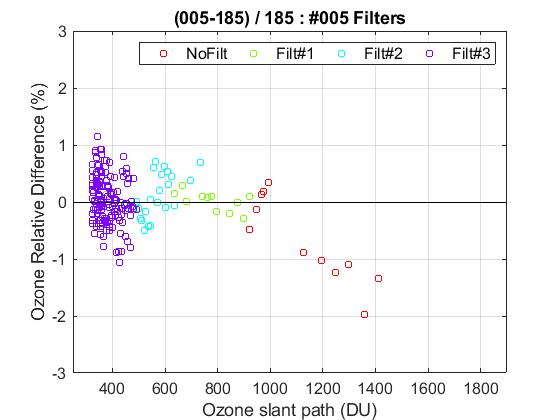 (005-185) / 185 : #005 Filters
NoFilt Filt#1 Filt#2 Filt#3
3
2
1
0
-1
-2
-3
Ozone Relative Difference (%)
400 600 800 1000 1200 1400 1600 1800
Ozone slant path (DU)